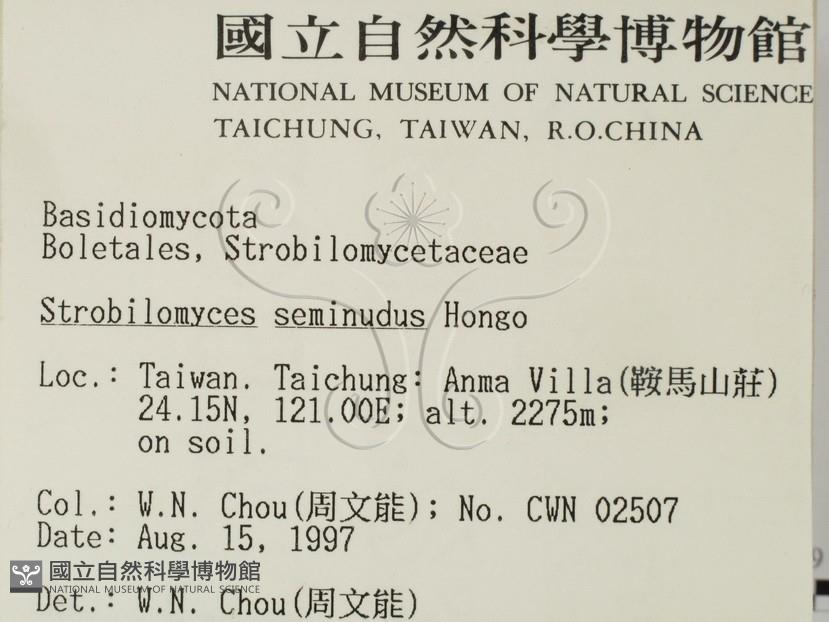 國立自然科學博物館
NATIONAL MUSEUM OF NATURAL SCIENCE
TAICHUNG, TAIWAN, R.O.CHINA
Basidiomycota
Boletales, Strobilomycetaceae
Strobilomyces seminudus Hongo
Loc.: Taiwan. Taichung: Anma Villa(鞍馬山莊)
24.15N, 121.00E; alt. 2275m;
on soil.
Col.: W.N. Chou(周文能); No. CWN 02507
Date: Aug. 15, 1997
國立自然科學博物館
NATIONAL MUSEUM OF NATURAL SCIENCE
Det.: W.N. Chou(周文能)
9